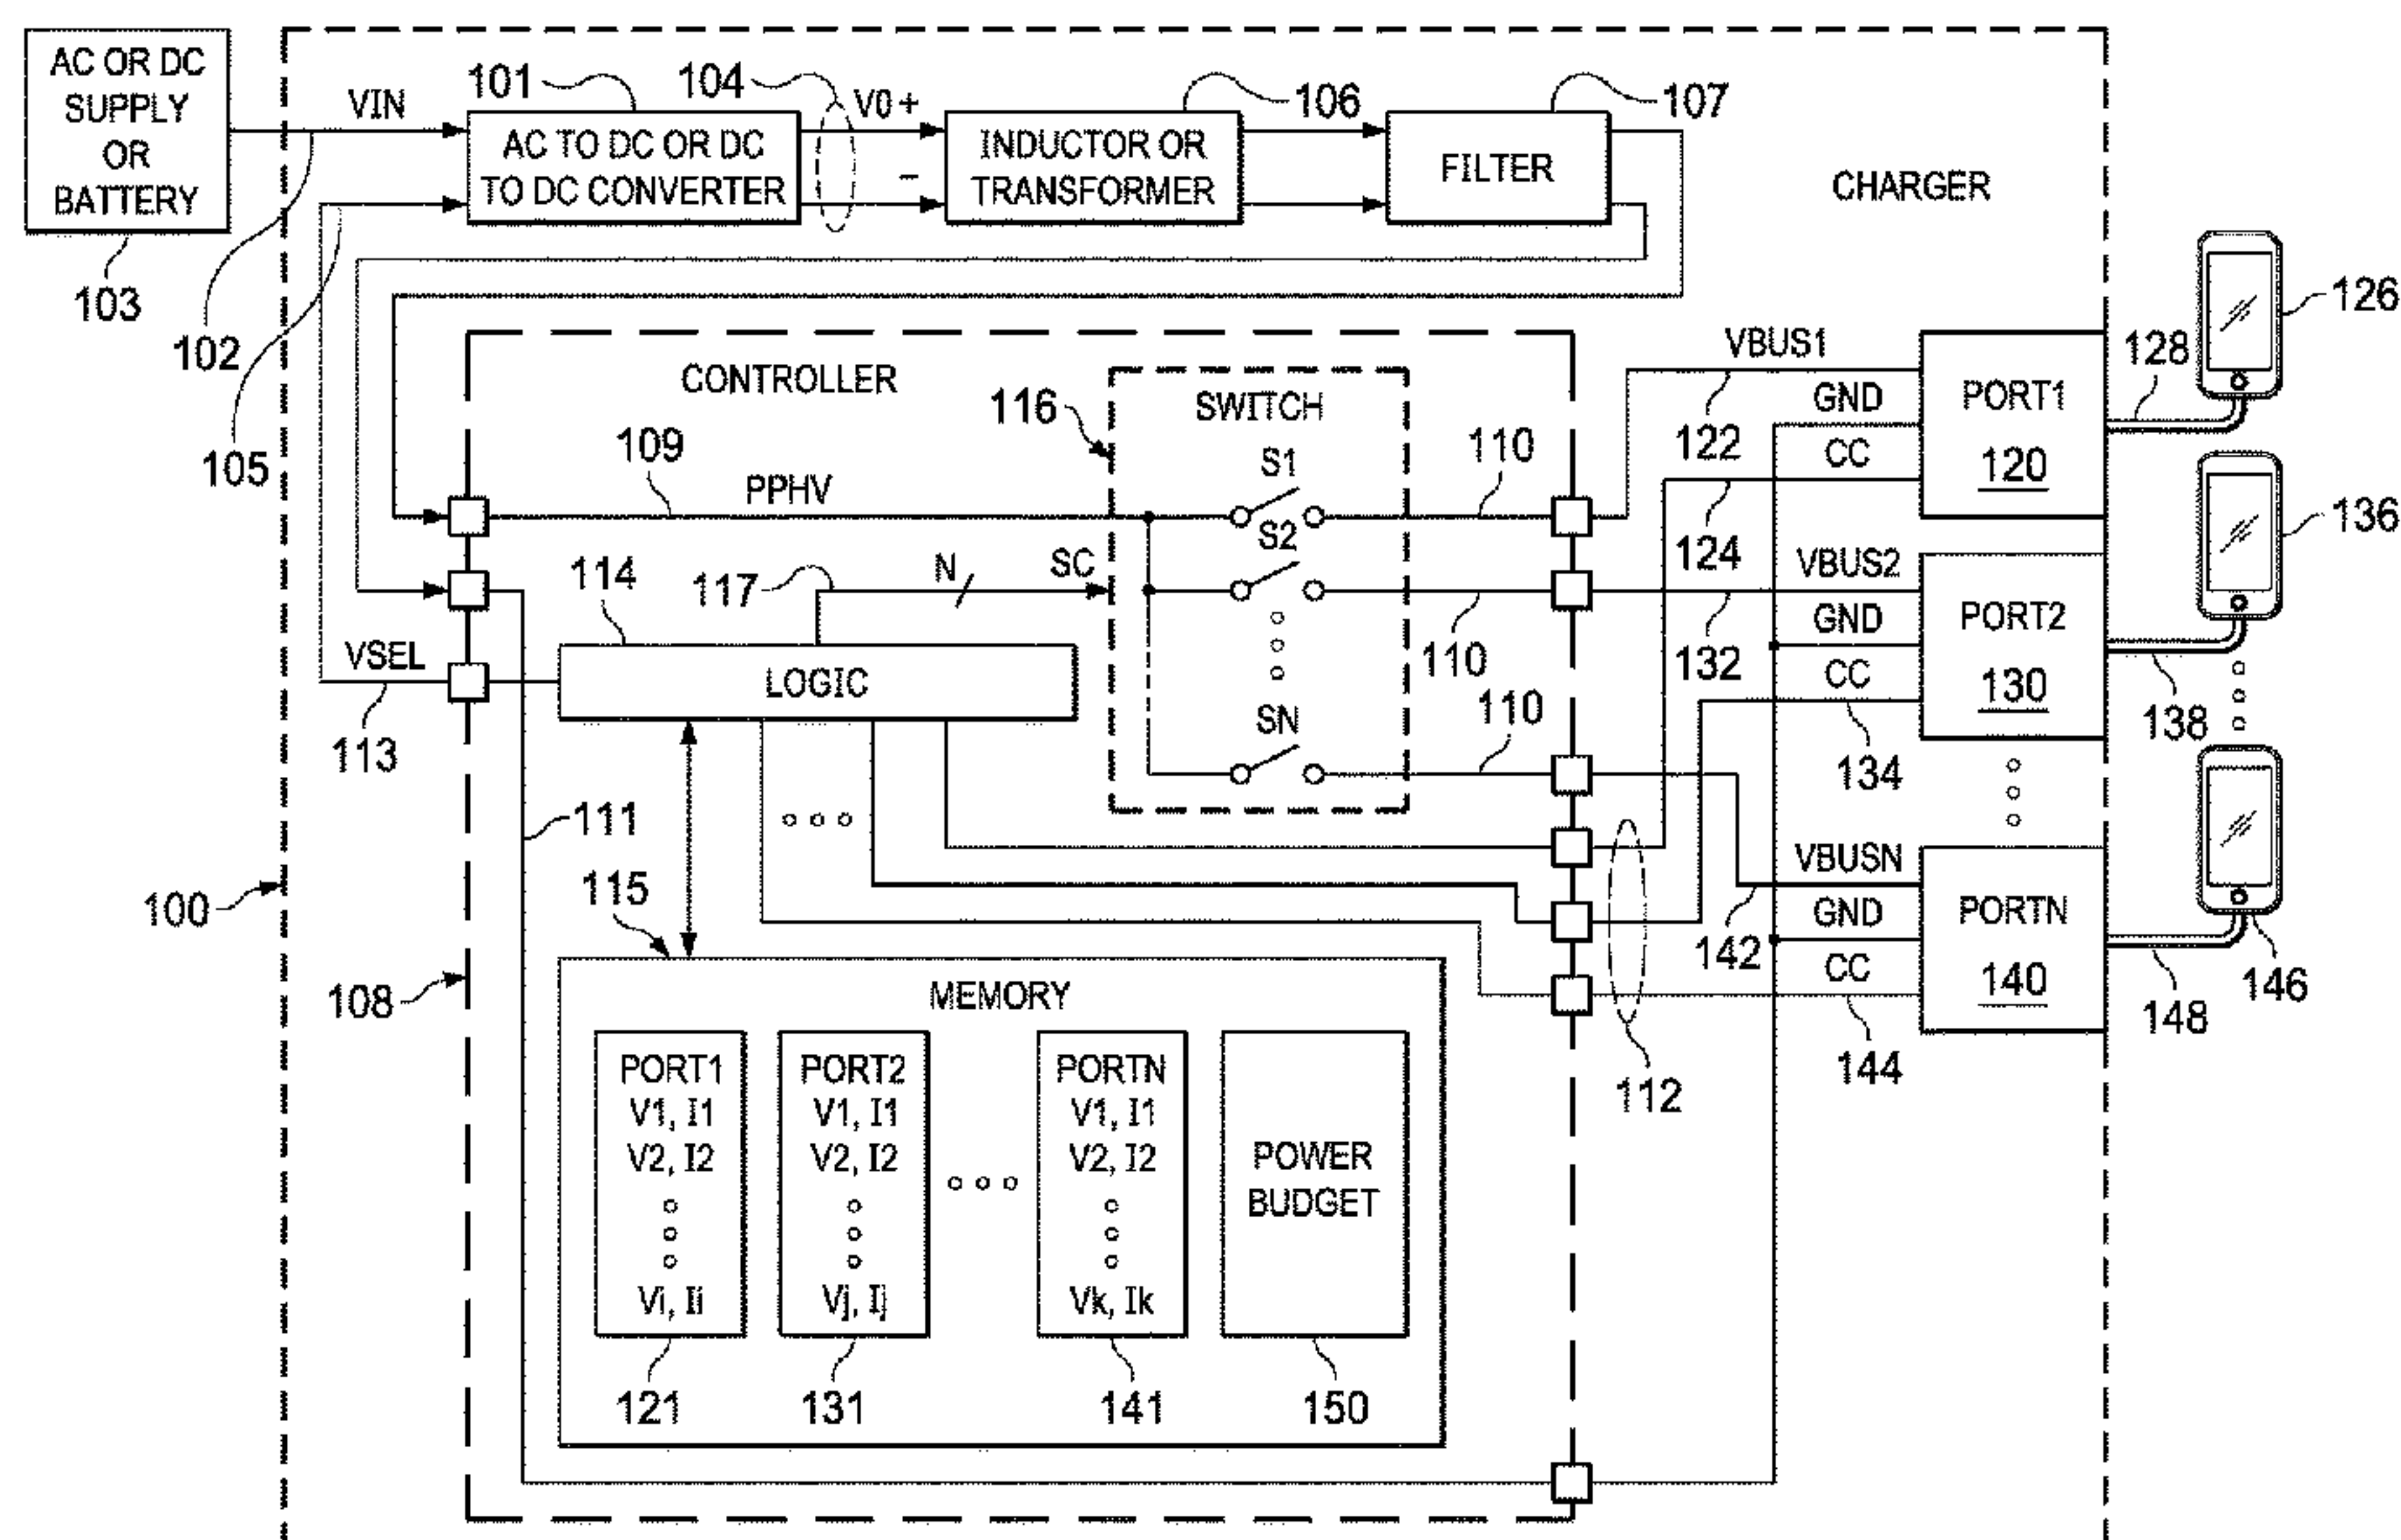 AC OR DC
SUPPLY
OR
BATTERY
103
VIN
102
105
101
AC TO DC OR DC
TO DC CONVERTER
104
V0 +
-
106
INDUCTOR OR
TRANSFORMER
107
FILTER
CHARGER
100
108
CONTROLLER
109
PPHV
116
SWITCH
S1
S2
SN
110
110
110
114
117
N
SC
LOGIC
VSEL
113
111
115
MEMORY
PORT1
V1, I1
V2, I2
Vi, Ii
121
PORT2
V1, I1
V2, I2
Vj, Ij
131
PORTN
V1, I1
V2, I2
Vk, Ik
141
POWER
BUDGET
150
112
VBUS1
GND
122
CC
124
PORT1
120
128
126
VBUS2
GND
132
CC
134
PORT2
130
138
136
VBUSN
GND
142
CC
144
PORTN
140
148
146